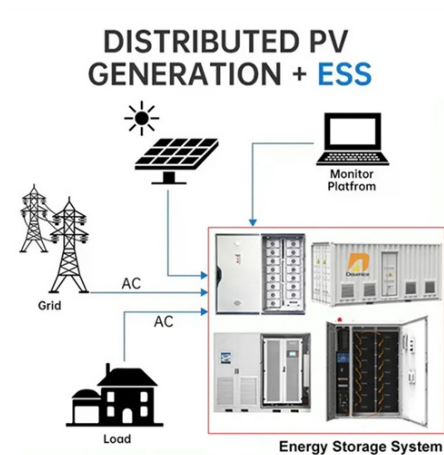 DISTRIBUTED PV
GENERATION + ESS
Monitor
Platfrom
Grid
AC
AC
Load
Energy Storage System